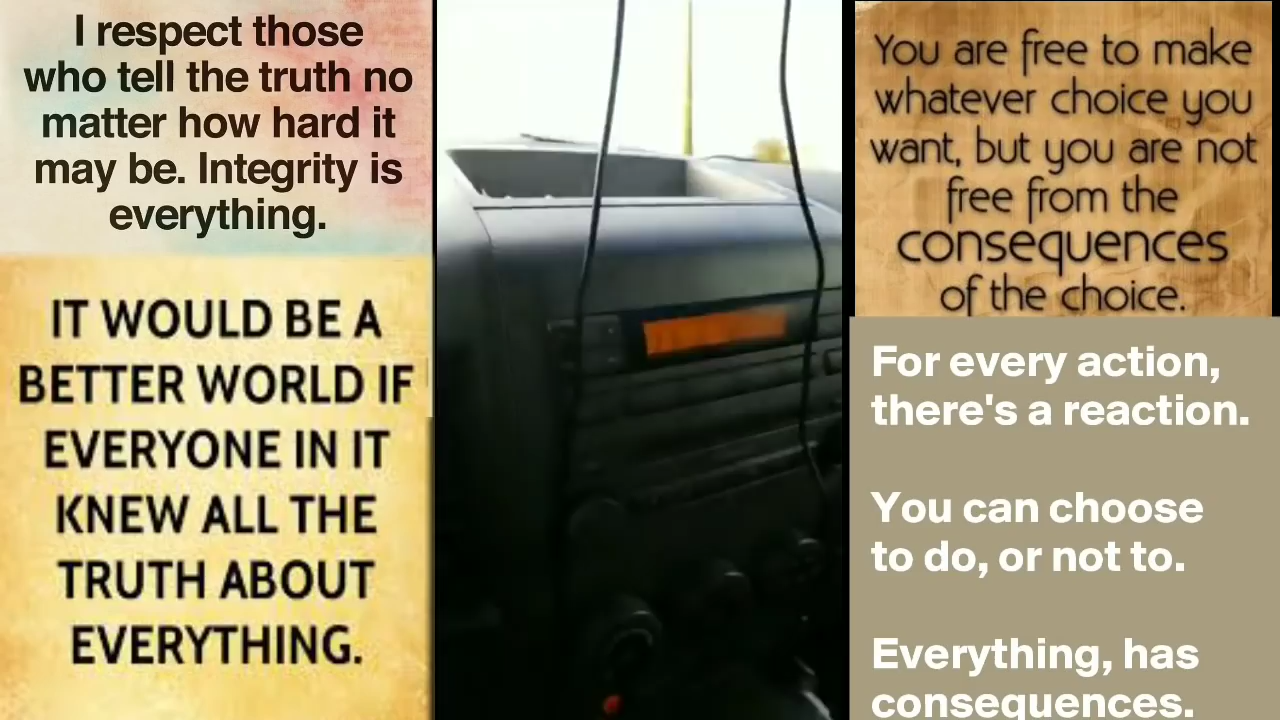 I respect those
who tell the truth no
matter how hard it
may be. Integrity is
everything.
IT WOULD BE A
BETTER WORLD IF
EVERYONE IN IT
KNEW ALL THE
TRUTH ABOUT
EVERYTHING.
You are free to make
whatever choice you
want, but you are not
free from the
consequences
of the choice.
For every action,
there's a reaction.
You can choose
to do, or not to.
Everything, has
consequences.